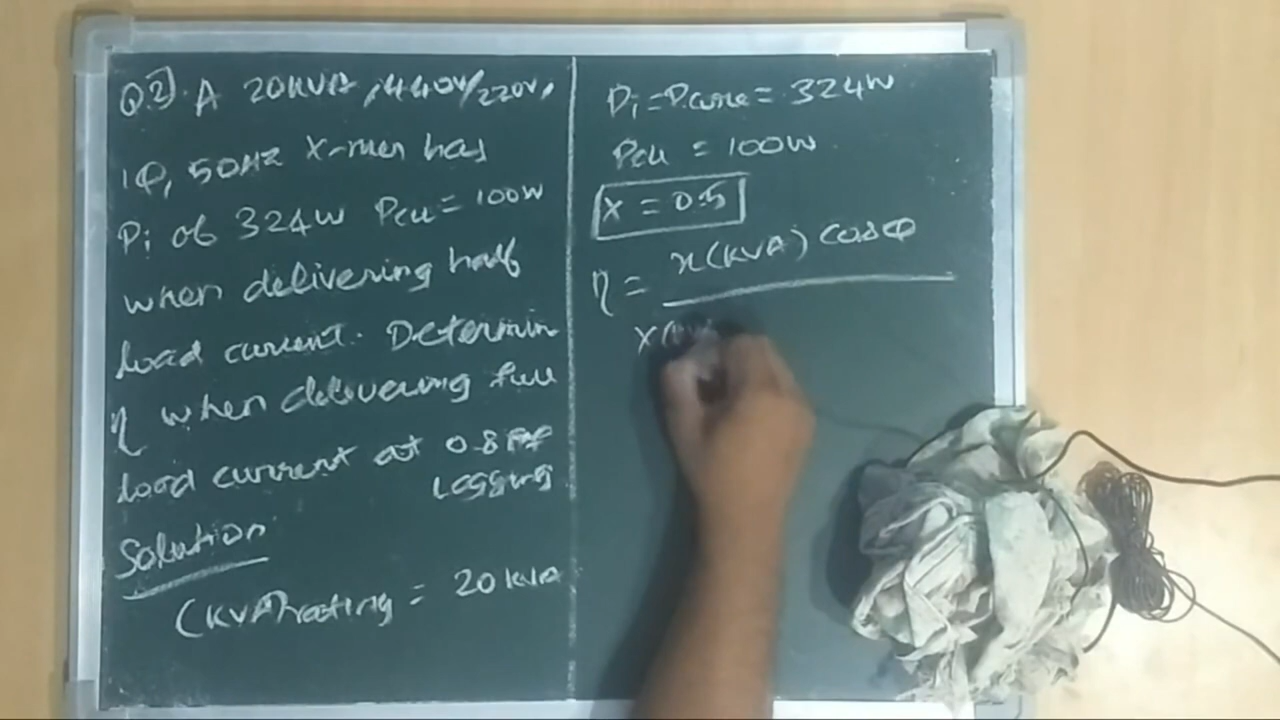 Q.2] A 20KVA, 440V/220V,
1Φ, 50HZ X-mer has
Pi of 324W Pcu = 100W
when delivering half
load current. Determin
η when delivering full
load current at 0.8 PF
Lagging
Solution
(KVA)rating = 20KVA
Pi = Pcore = 324W
Pcu = 100W
x = 0.5
η = x(KVA) cosΦ
x(